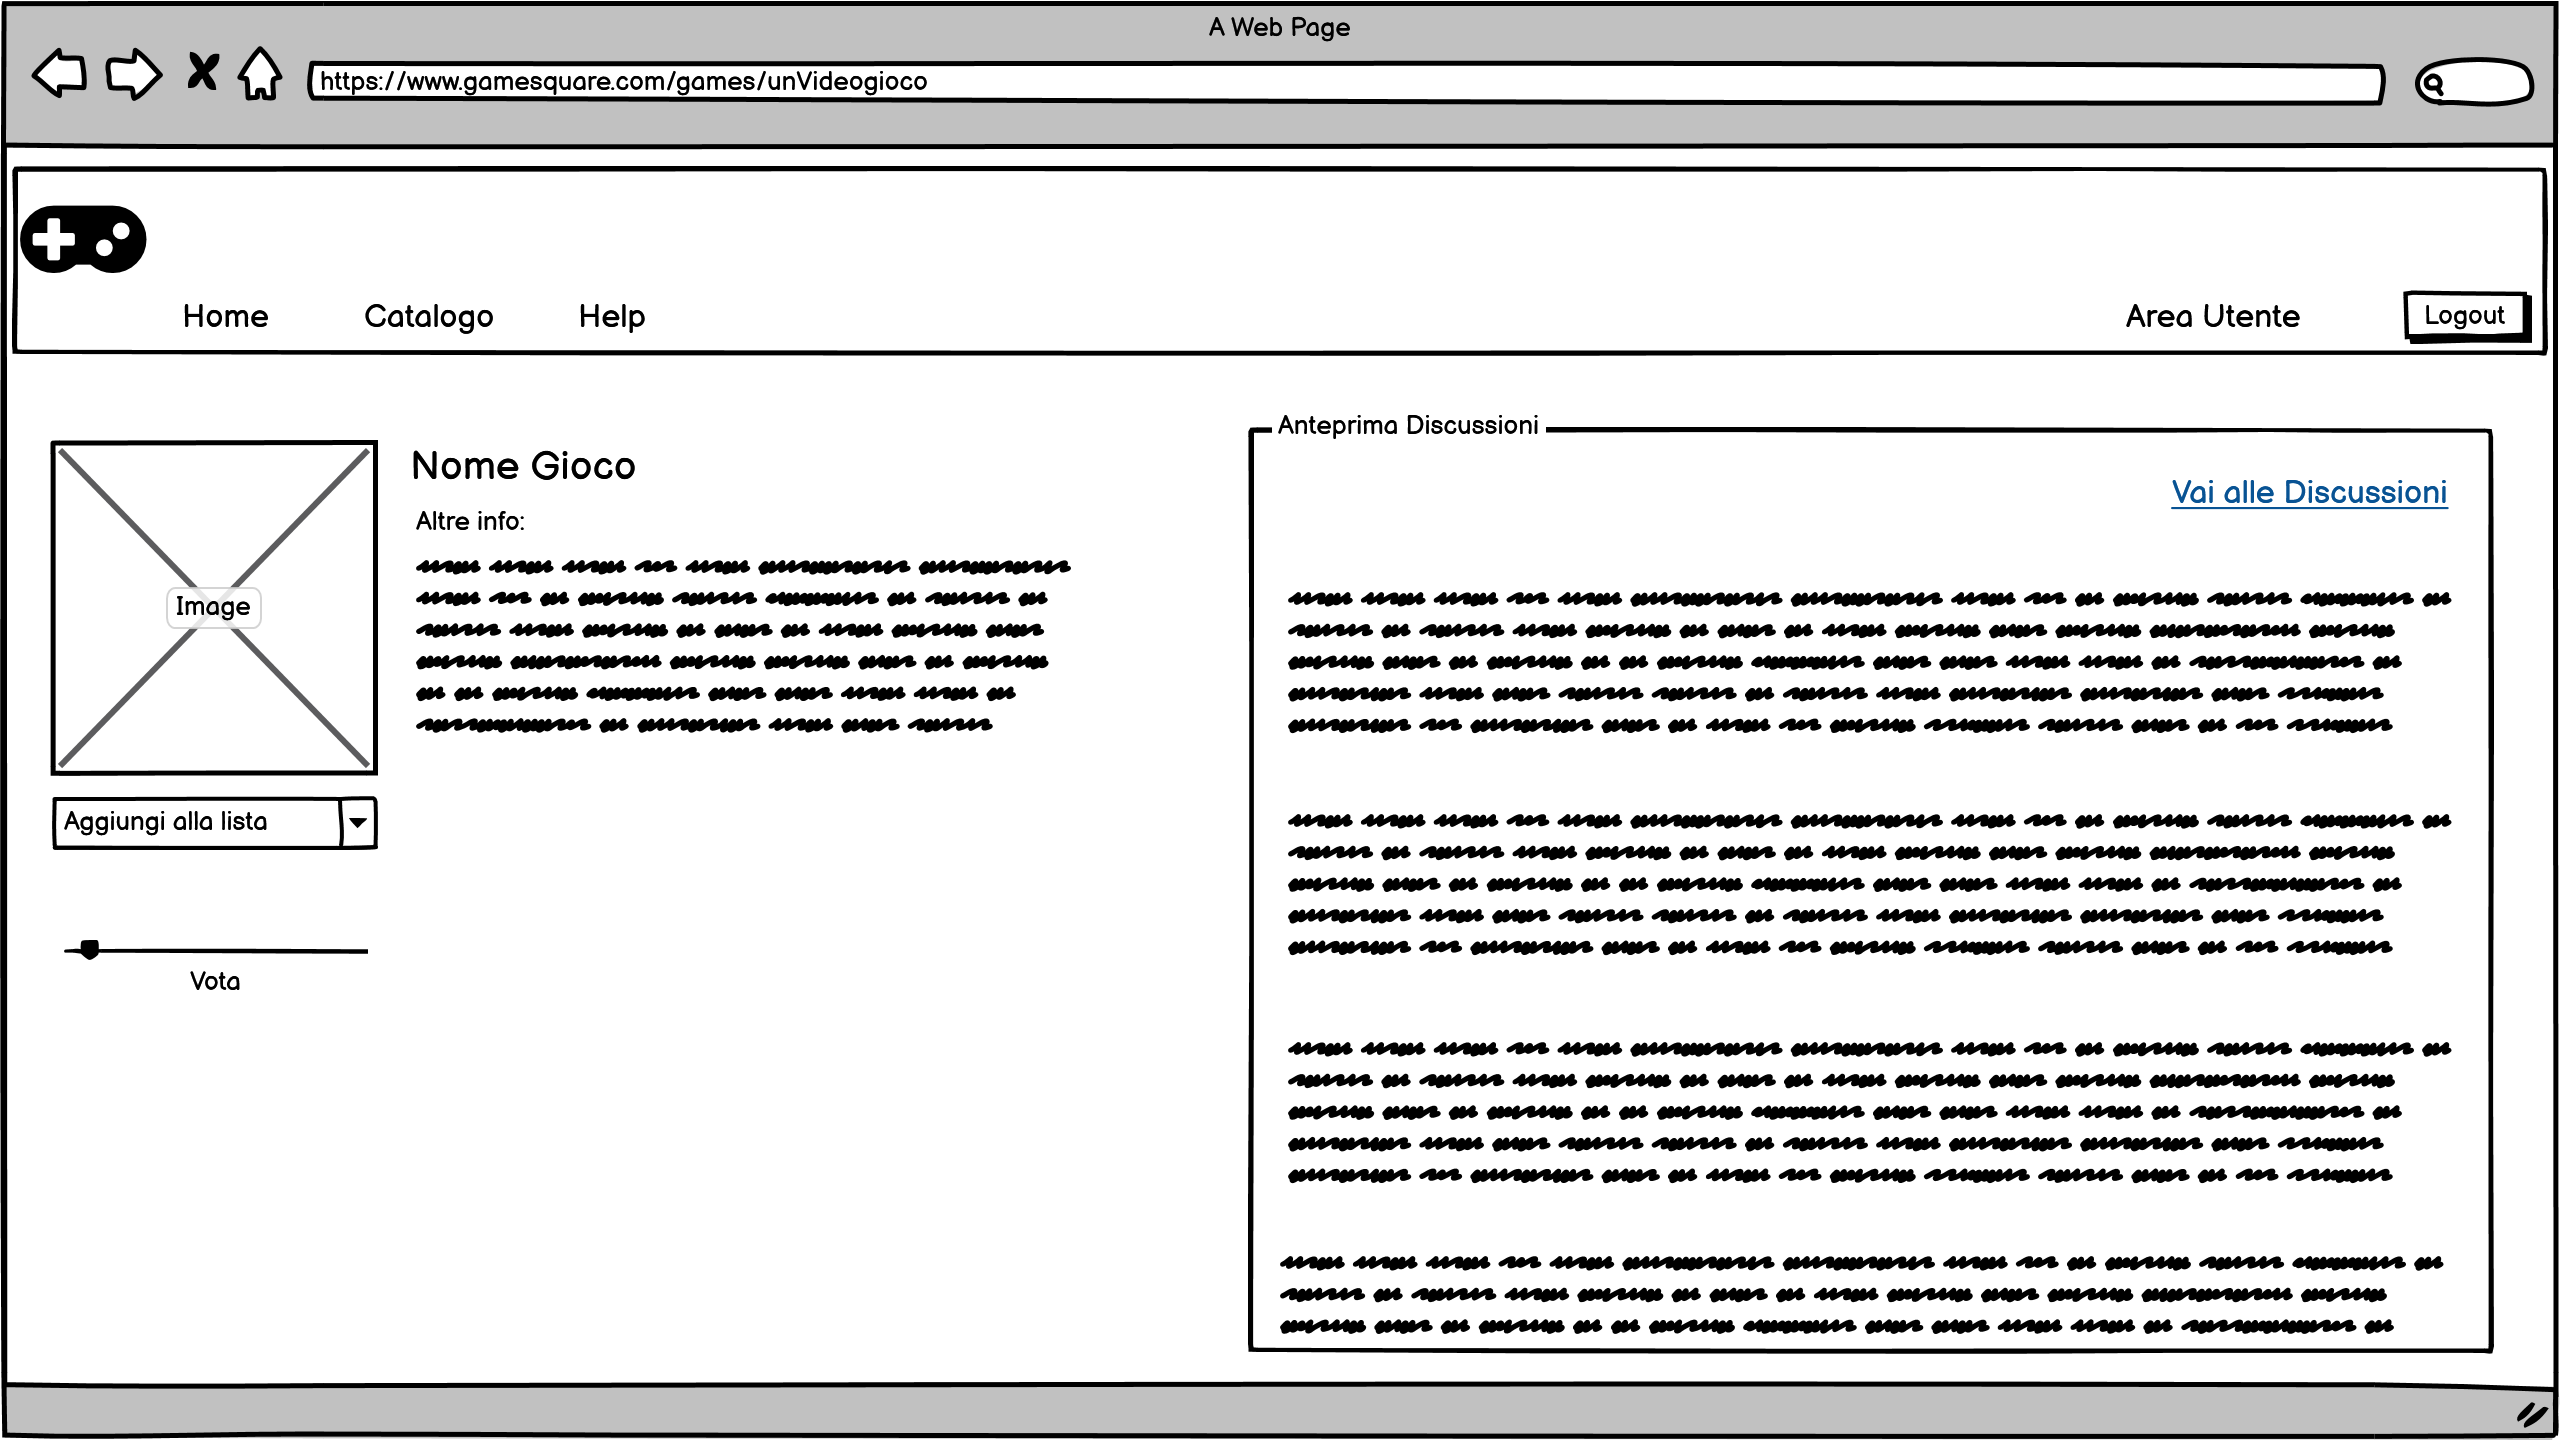 A Web Page
https://www.gamesquare.com/games/unVideogioco
Home
Catalogo
Help
Area Utente
Logout
Anteprima Discussioni
Vai alle Discussioni
Nome Gioco
Altre info:
Image
Aggiungi alla lista
Vota